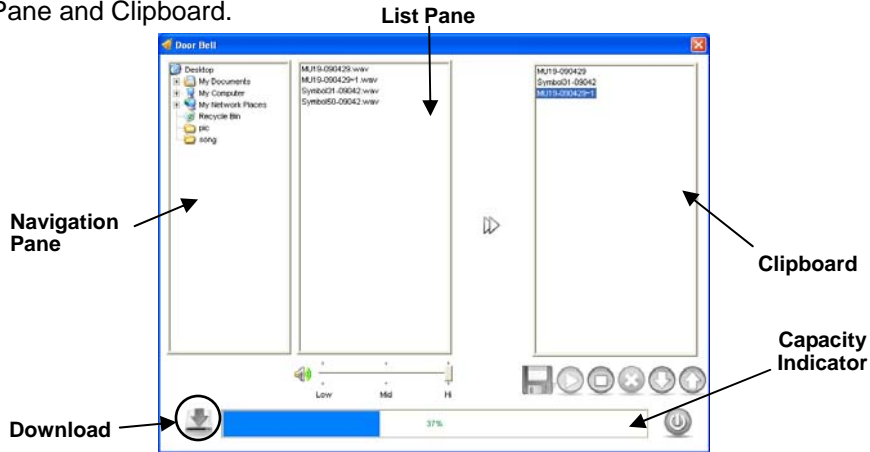 Pane and Clipboard.
List Pane
Door Bell
Desktop
My Documents
My Computer
My Network Places
Recycle Bin
pic
song
MU19-090429.wav
MU19-090429~1.wav
Symbol31-09042.wav
Symbol50-09042.wav
MU19-090429
Symbol31-09042
MU19-090429~1
Navigation
Pane
Clipboard
Capacity
Indicator
Low Mid Hi
Download
37%